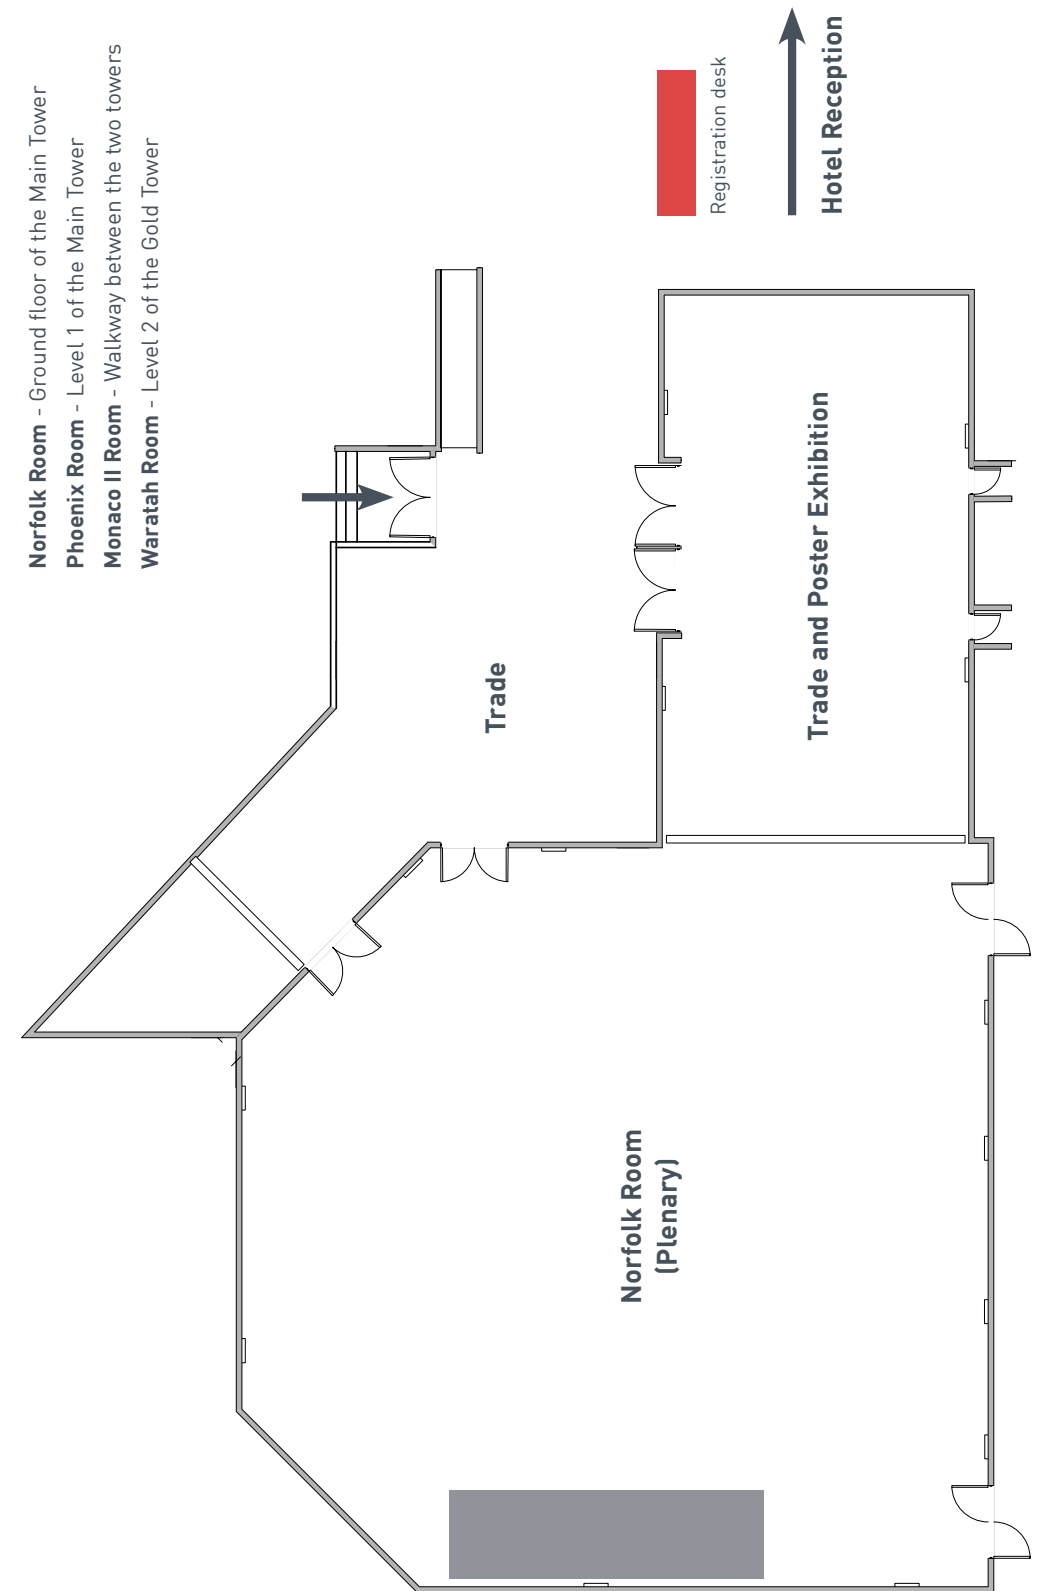 Norfolk Room - Ground floor of the Main Tower
Phoenix Room - Level 1 of the Main Tower
Monaco II Room - Walkway between the two towers
Waratah Room - Level 2 of the Gold Tower
Trade
Norfolk Room
(Plenary)
Trade and Poster Exhibition
Registration desk
Hotel Reception